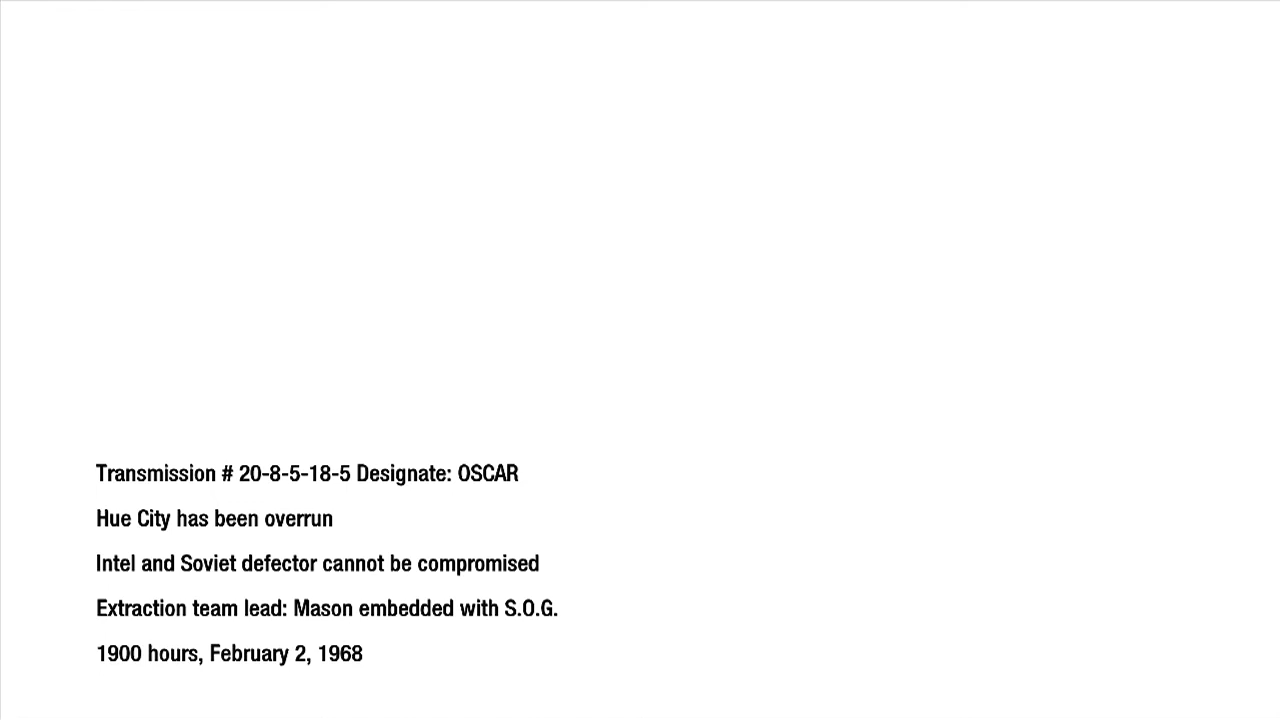 Transmission # 20-8-5-18-5 Designate: OSCAR
Hue City has been overrun
Intel and Soviet defector cannot be compromised
Extraction team lead: Mason embedded with S.O.G.
1900 hours, February 2, 1968